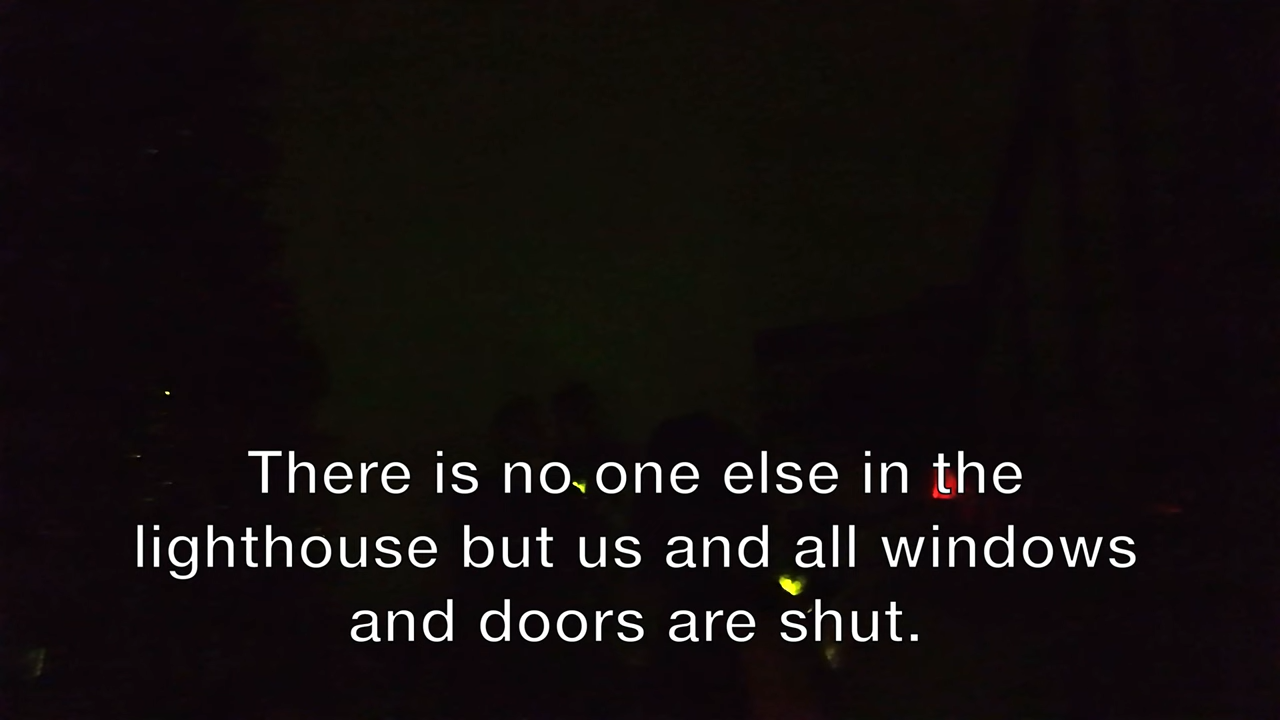 There is no one else in the
lighthouse but us and all windows
and doors are shut.